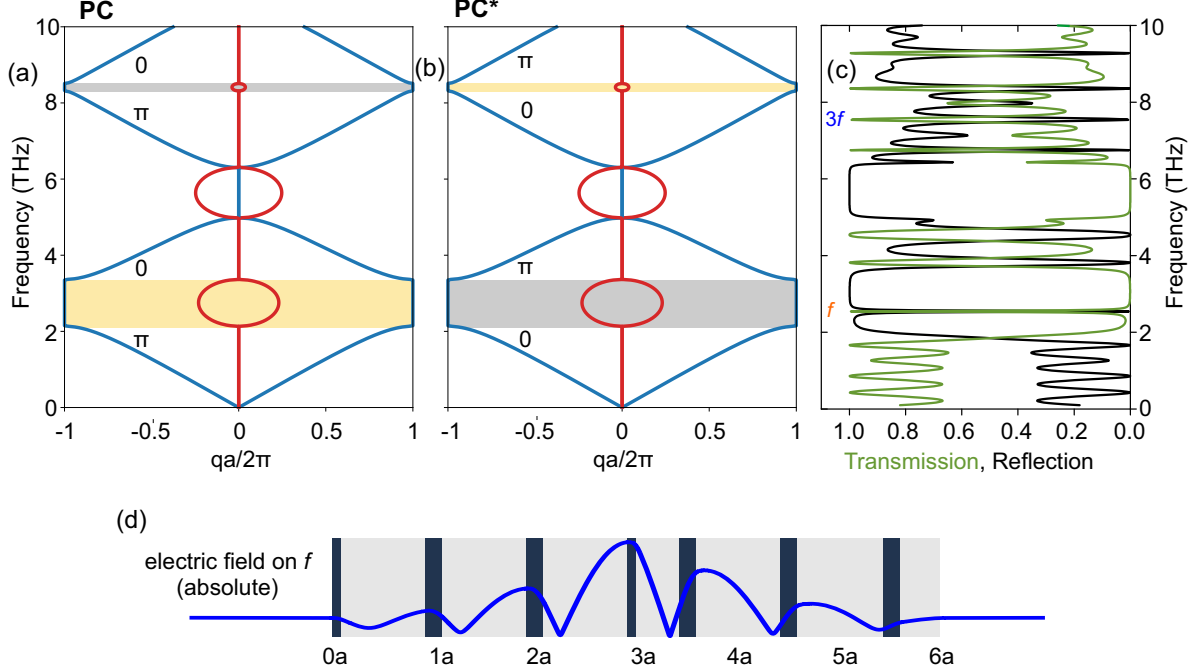 PC
PC*
(a)
Frequency (THz)
10
8
6
4
2
0
0
π
0
π
-1
-0.5
0
0.5
1
qa/2π
(b)
π
0
π
0
-1
-0.5
0
0.5
1
qa/2π
(c)
3f
f
10
8
6
4
2
0
Frequency (THz)
1.0
0.8
0.6
0.4
0.2
0.0
Transmission, Reflection
(d)
electric field on f
(absolute)
0a
1a
2a
3a
4a
5a
6a